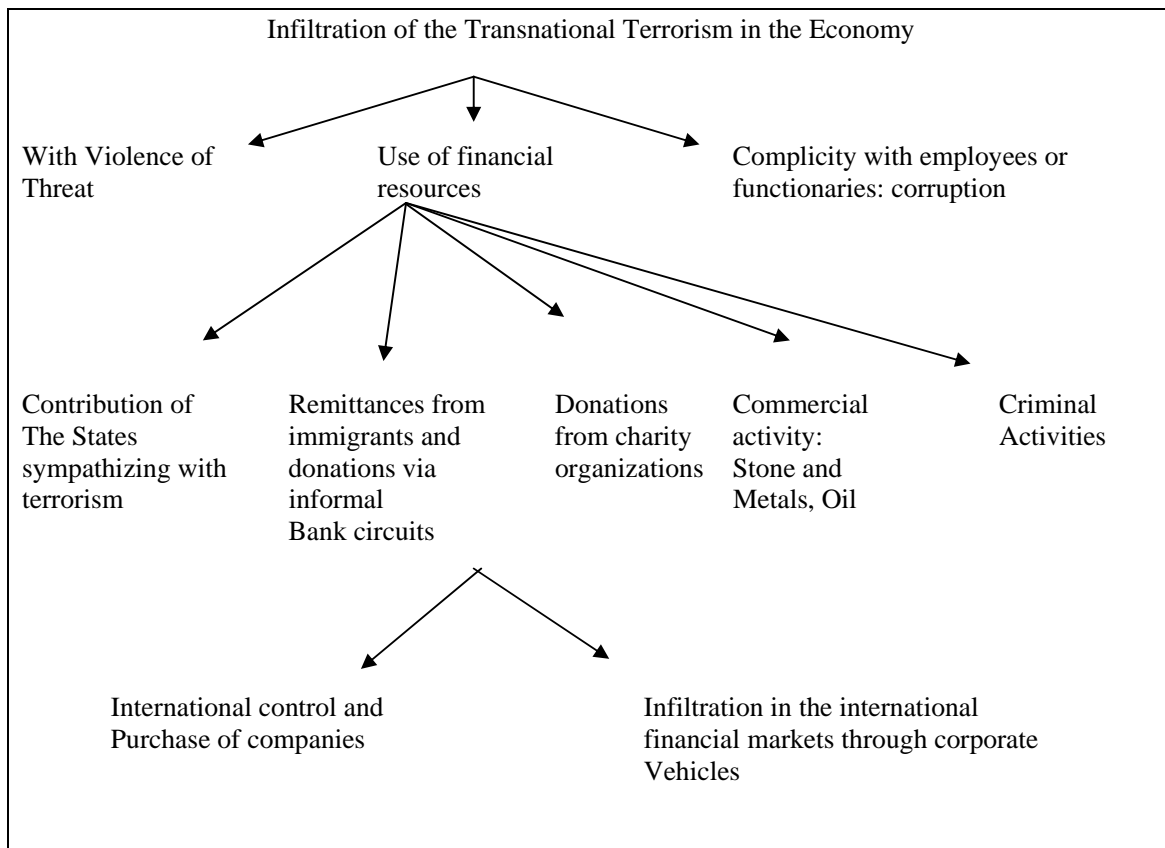 Infiltration of the Transnational Terrorism in the Economy
With Violence of
Threat
Use of financial
resources
Complicity with employees or
functionaries: corruption
Contribution of
The States
sympathizing with
terrorism
Remittances from
immigrants and
donations via
informal
Bank circuits
Donations
from charity
organizations
Commercial
activity:
Stone and
Metals, Oil
Criminal
Activities
International control and
Purchase of companies
Infiltration in the international
financial markets through corporate
Vehicles